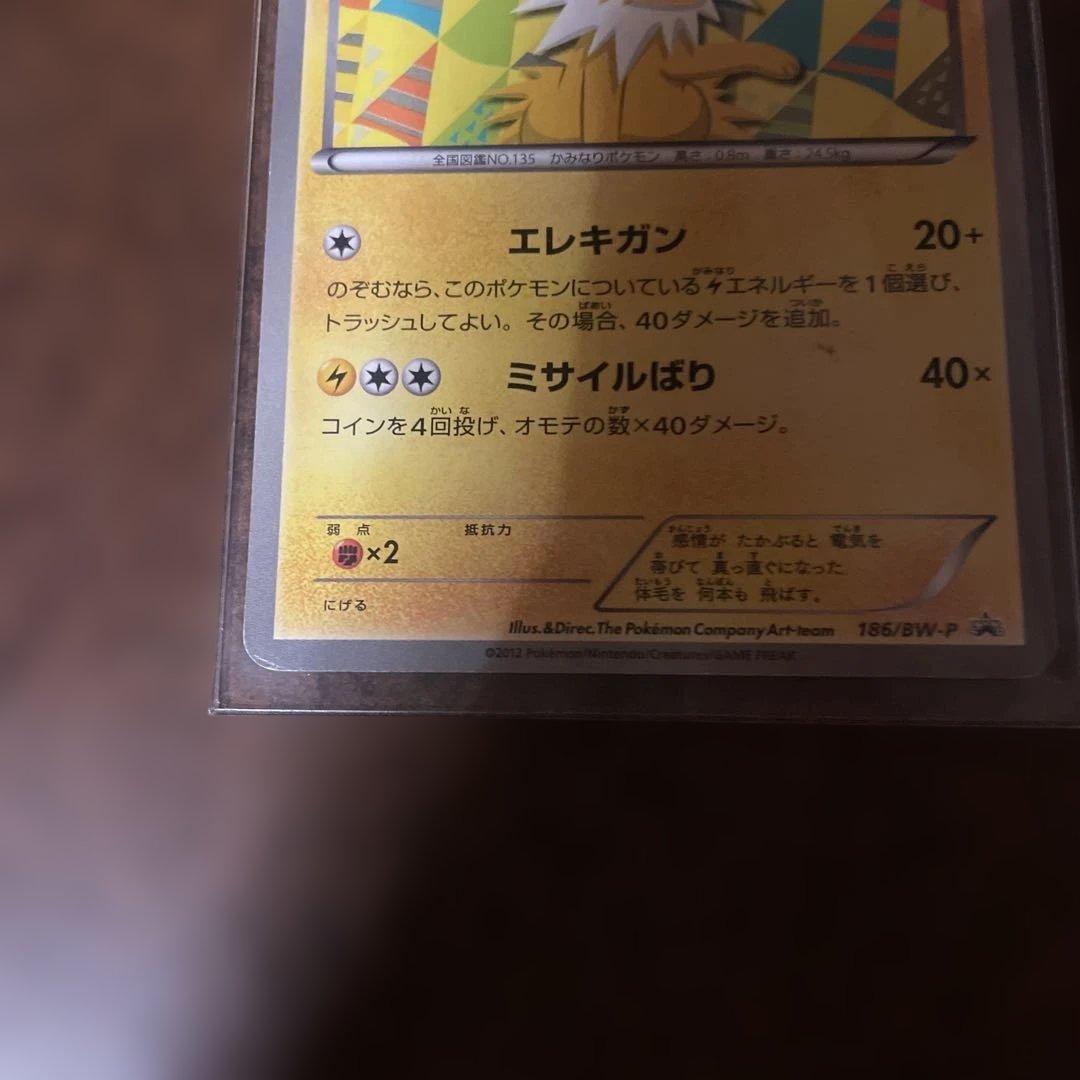 全国図鑑NO.135 かみなりポケモン 高さ:0.8m 重さ:24.5kg
エレキガン 20+
のぞむなら、このポケモンについているエネルギーを1個選び、
トラッシュしてよい。その場合、40ダメージを追加。
ミサイルばり 40×
コインを4回投げ、オモテの数×40ダメージ。
弱点 抵抗力
×2
にげる
感情が たかぶると 電気を
帯びて 真っ直ぐになった
体毛を 何本も 飛ばす。
Illus.&Direc.The Pokémon Company Art-team 186/BW-P
©2012 Pokémon/Nintendo/Creatures/GAME FREAK